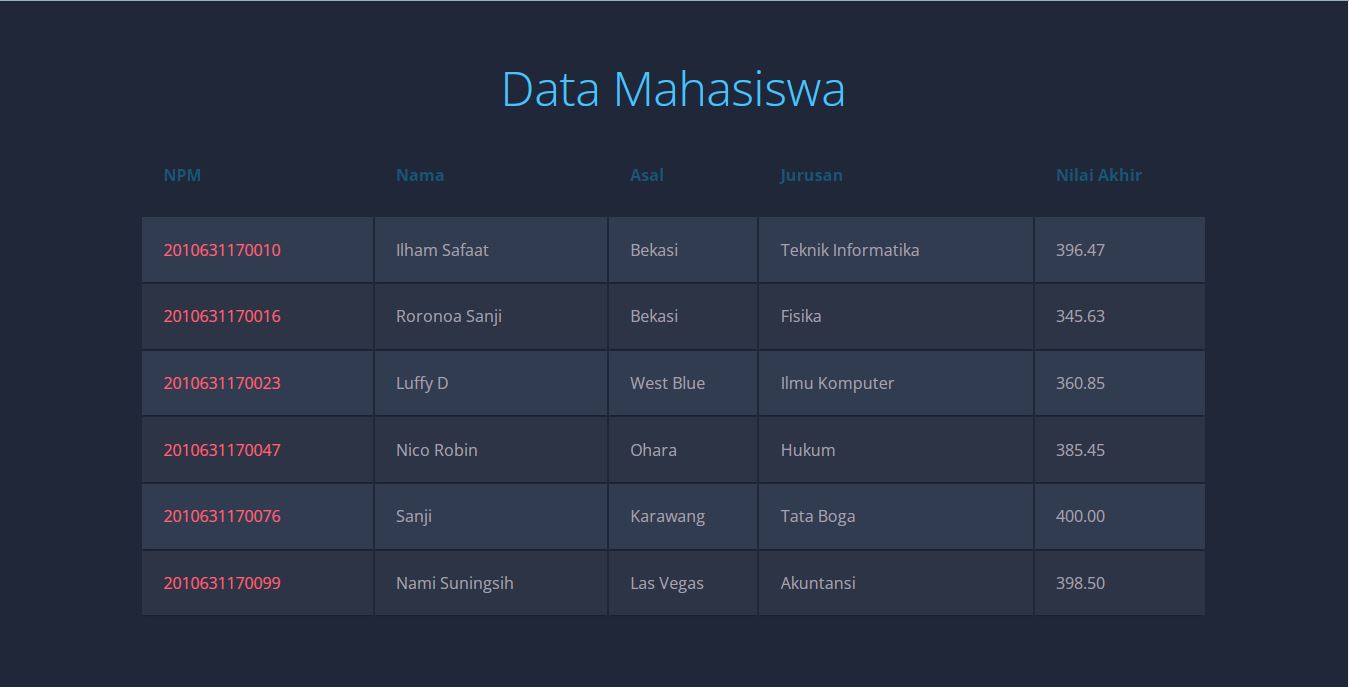 Data Mahasiswa
NPM Nama Asal Jurusan Nilai Akhir
2010631170010 Ilham Safaat Bekasi Teknik Informatika 396.47
2010631170016 Roronoa Sanji Bekasi Fisika 345.63
2010631170023 Luffy D West Blue Ilmu Komputer 360.85
2010631170047 Nico Robin Ohara Hukum 385.45
2010631170076 Sanji Karawang Tata Boga 400.00
2010631170099 Nami Suningsih Las Vegas Akuntansi 398.50